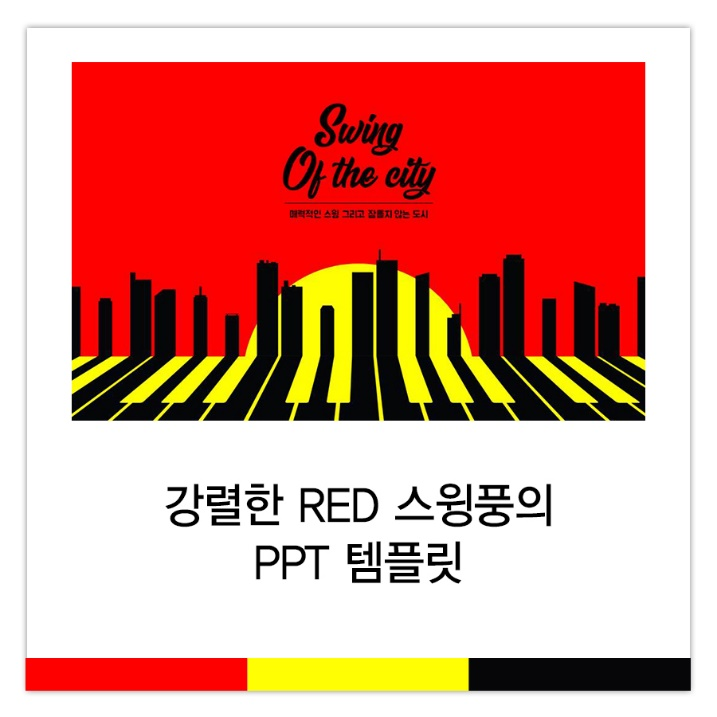 Swing
Of the city
매력적인 스윙 그리고 잠들지 않는 도시
강렬한 RED 스윙풍의
PPT 템플릿